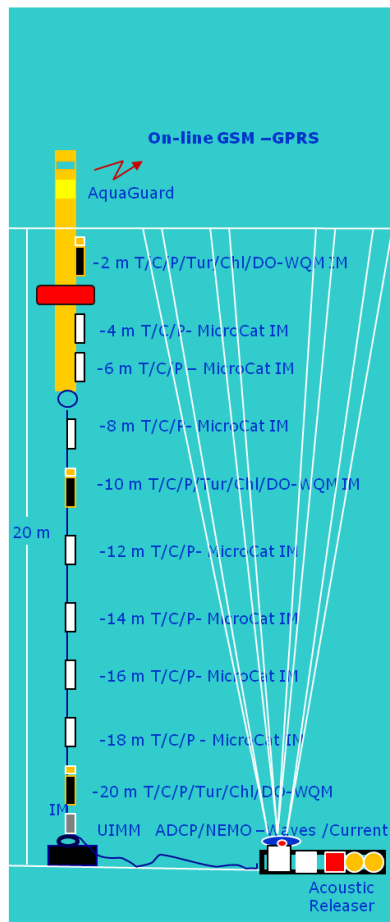 On-line GSM –GPRS
AquaGuard
-2 m T/C/P/Tur/Chl/DO-WQM IM
-4 m T/C/P- MicroCat IM
-6 m T/C/P – MicroCat IM
-8 m T/C/P- MicroCat IM
-10 m T/C/P/Tur/Chl/DO-WQM IM
20 m
-12 m T/C/P- MicroCat IM
-14 m T/C/P- MicroCat IM
-16 m T/C/P- MicroCat IM
-18 m T/C/P - MicroCat IM
-20 m T/C/P/Tur/Chl/DO-WQM
IM
UIMM ADCP/NEMO –Waves /Current
Acoustic
Releaser